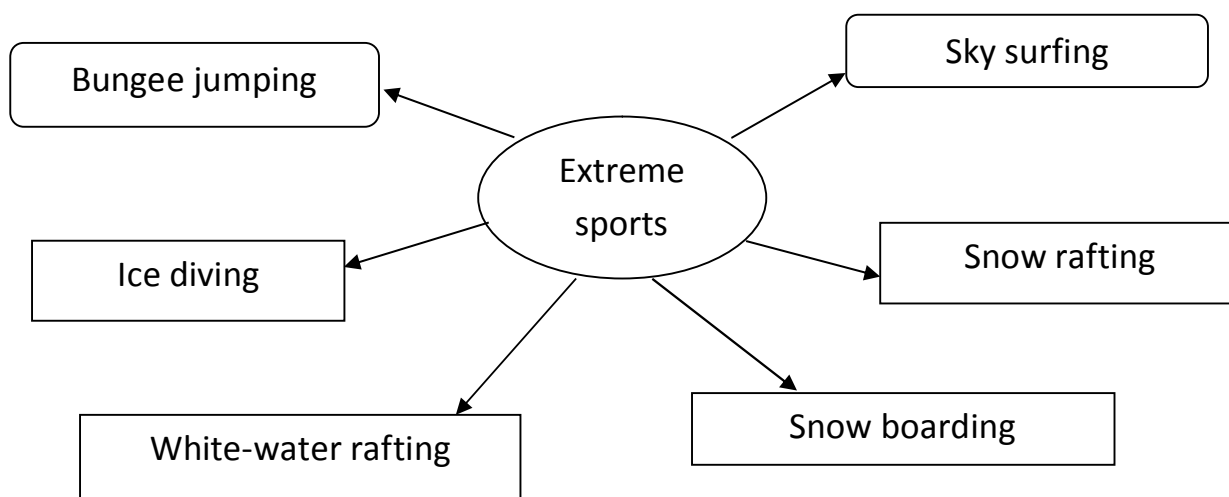 Bungee jumping
Sky surfing
Extreme
sports
Ice diving
Snow rafting
White-water rafting
Snow boarding